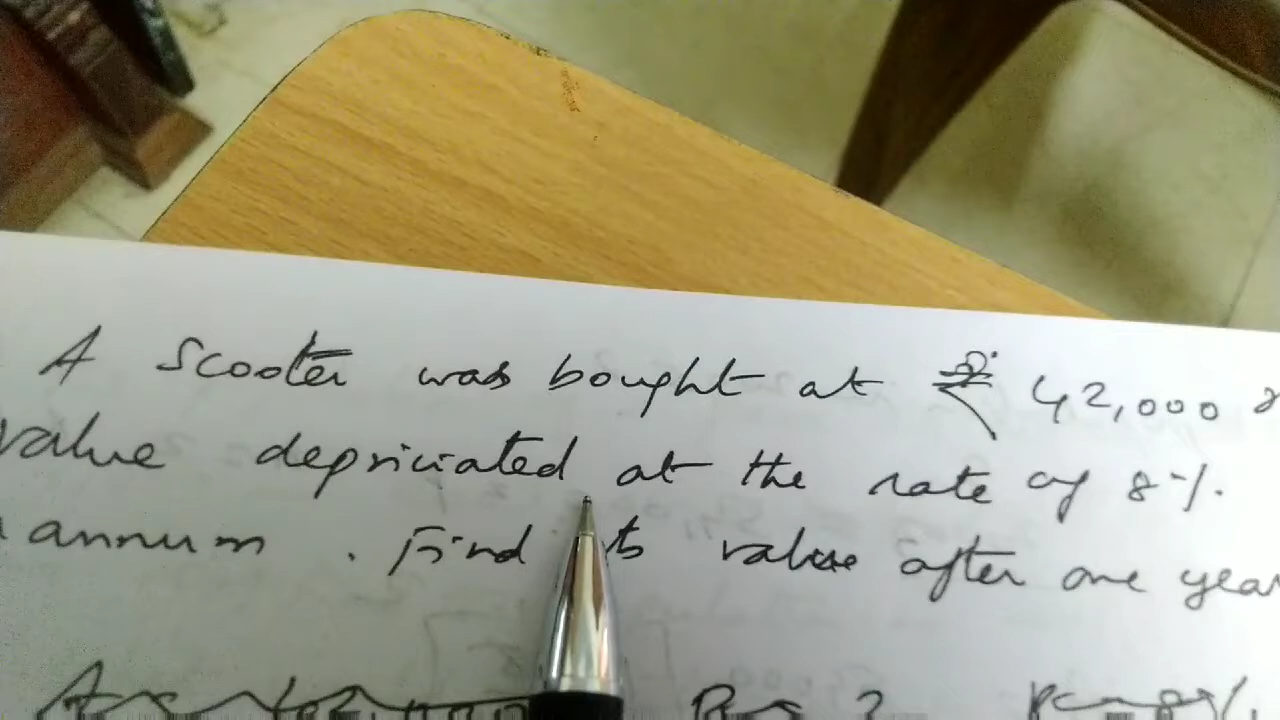 A Scooter was bought at ₹ 42,000
value depriciated at the rate of 8%.
annum. Find its value after one year